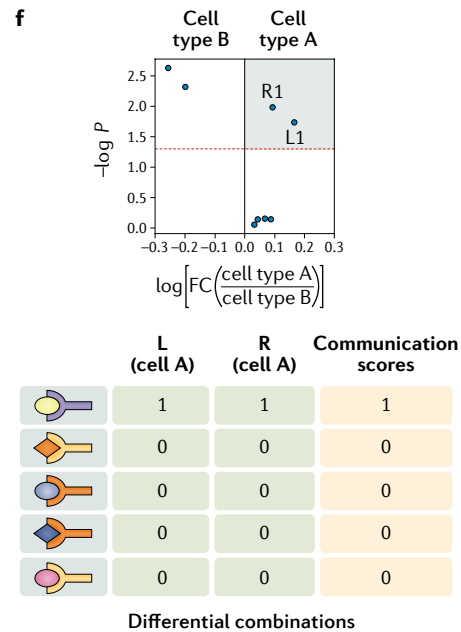 f
Cell type B
Cell type A
2.5
2.0
1.5
1.0
0.5
0.0
−log P
R1
L1
−0.3 −0.2 −0.1 0.0 0.1 0.2 0.3
log[FC(cell type A / cell type B)]
L (cell A)
R (cell A)
Communication scores
1 1 1
0 0 0
0 0 0
0 0 0
0 0 0
Differential combinations